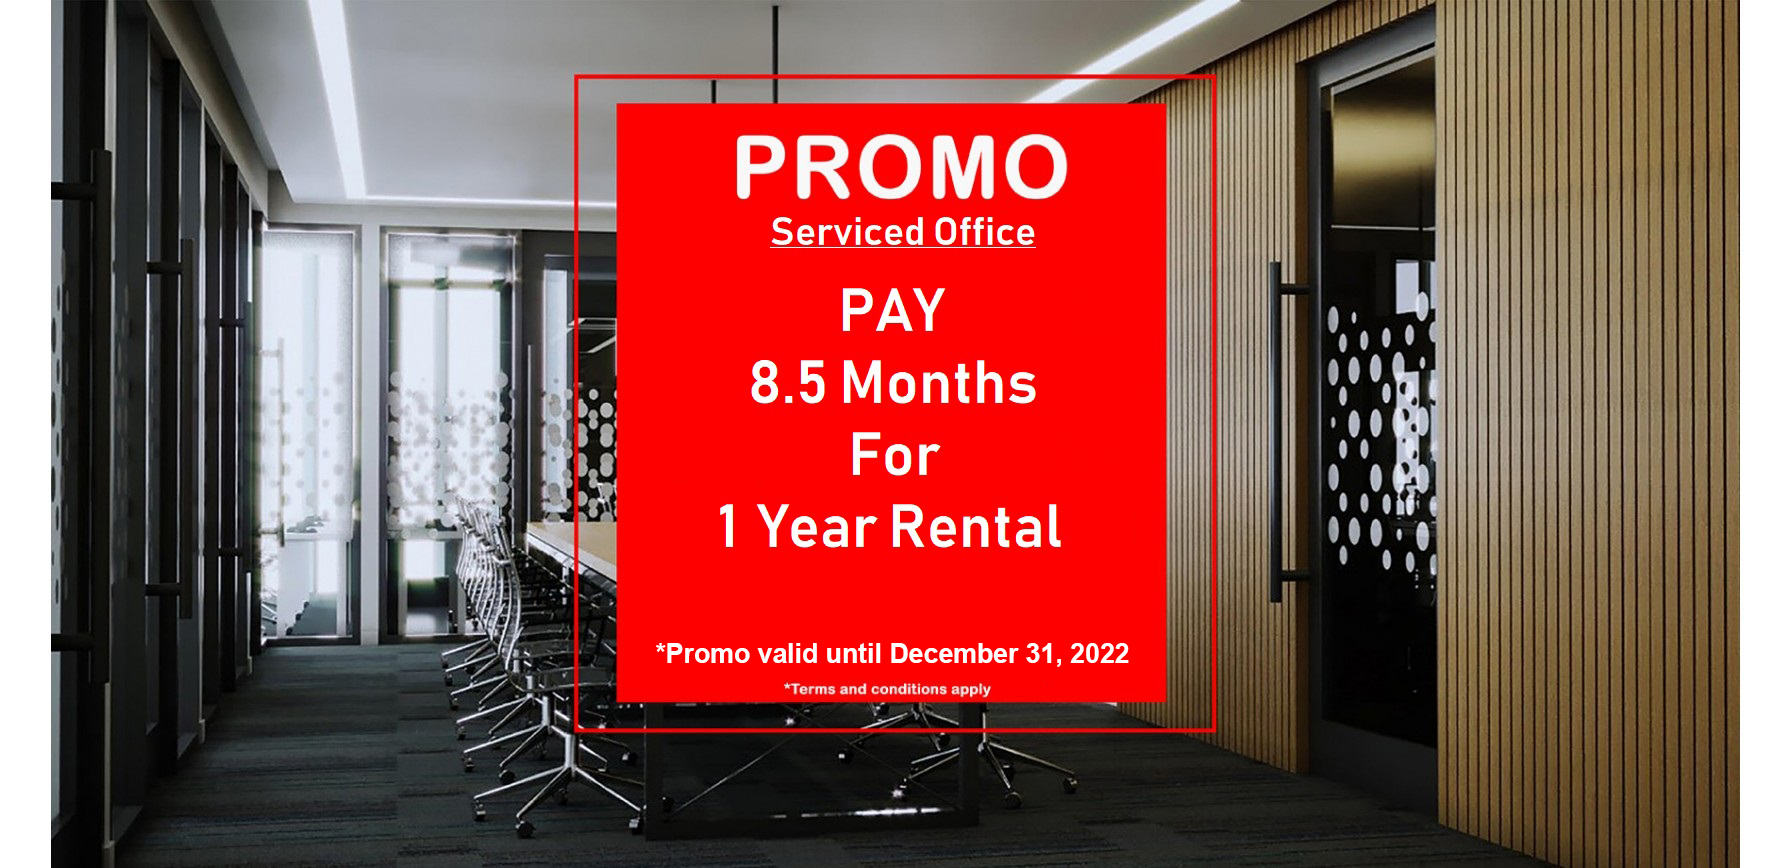 PROMO
Serviced Office
PAY
8.5 Months
For
1 Year Rental
*Promo valid until December 31, 2022
*Terms and conditions apply